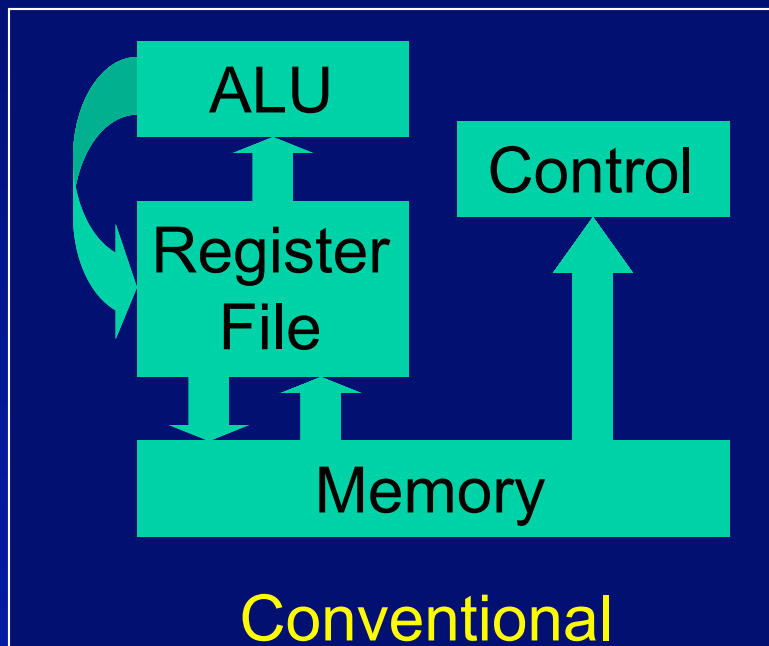 ALU
Control
Register
File
Memory
Conventional